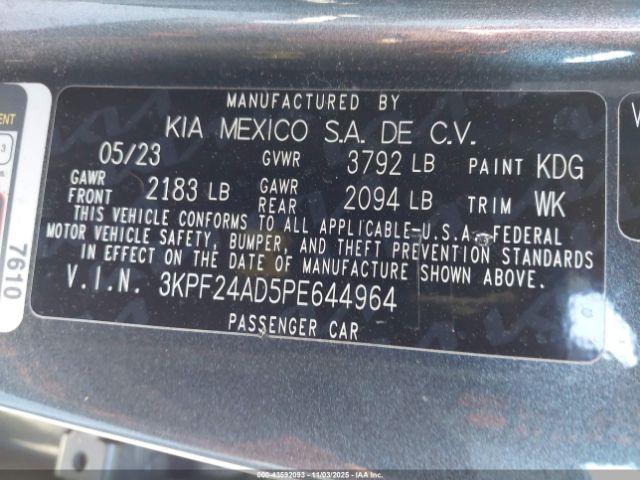 MANUFACTURED BY
KIA MEXICO S.A. DE C.V.
05/23 GVWR 3792 LB PAINT KDG
GAWR FRONT 2183 LB GAWR REAR 2094 LB TRIM WK
THIS VEHICLE CONFORMS TO ALL APPLICABLE-U.S.A. FEDERAL
MOTOR VEHICLE SAFETY, BUMPER, AND THEFT PREVENTION STANDARDS
IN EFFECT ON THE DATE OF MANUFACTURE SHOWN ABOVE.
V.I.N. 3KPF24AD5PE644964
PASSENGER CAR
7610
000-43592093 - 11/03/2025 - IAAI.com